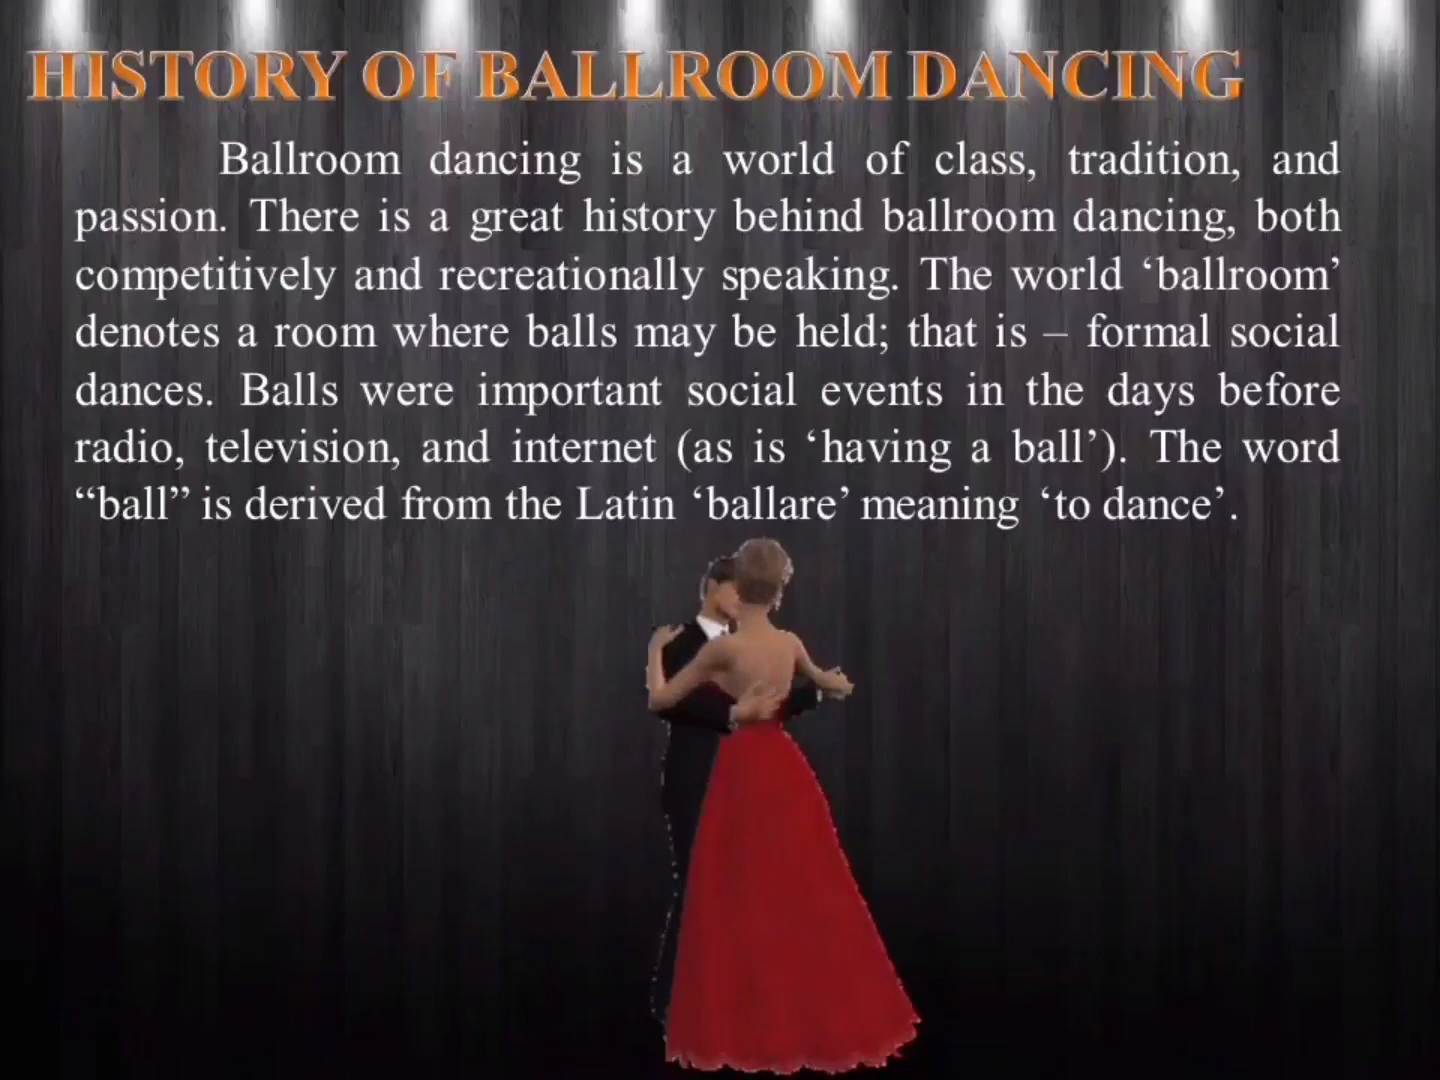 HISTORY OF BALLROOM DANCING
Ballroom dancing is a world of class, tradition, and
passion. There is a great history behind ballroom dancing, both
competitively and recreationally speaking. The world ‘ballroom’
denotes a room where balls may be held; that is – formal social
dances. Balls were important social events in the days before
radio, television, and internet (as is ‘having a ball’). The word
“ball” is derived from the Latin ‘ballare’ meaning ‘to dance’.